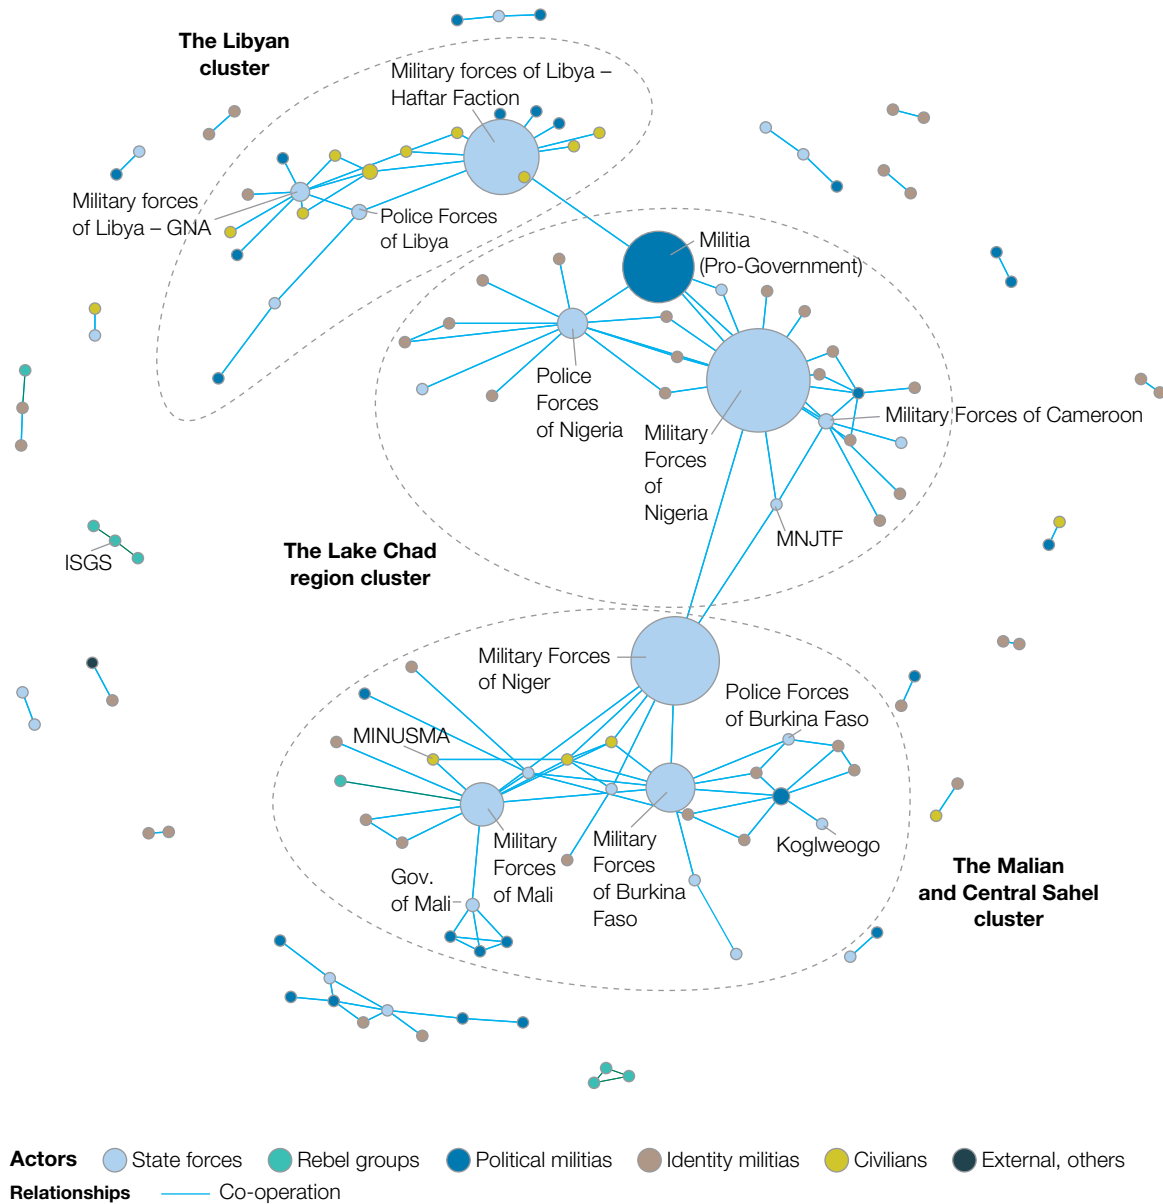 The Libyan
cluster
Military forces of Libya –
Haftar Faction
Military forces
of Libya – GNA
Police Forces
of Libya
Militia
(Pro-Government)
Police
Forces
of Nigeria
Military
Forces
of
Nigeria
Military Forces of Cameroon
MNJTF
ISGS
The Lake Chad
region cluster
Military Forces
of Niger
Police Forces
of Burkina Faso
MINUSMA
Military
Forces
of Mali
Military
Forces
of Burkina
Faso
Koglweogo
Gov.
of Mali
The Malian
and Central Sahel
cluster
Actors State forces Rebel groups Political militias Identity militias Civilians External, others
Relationships Co-operation